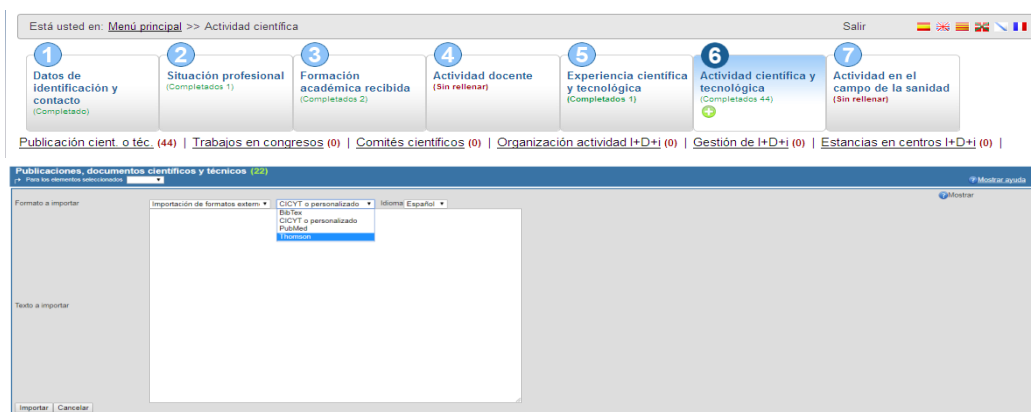 Está usted en: Menú principal >> Actividad científica
Salir
1
Datos de
identificación y
contacto
(Completado)
2
Situación profesional
(Completados 1)
3
Formación
académica recibida
(Completados 2)
4
Actividad docente
(Sin rellenar)
5
Experiencia científica
y tecnológica
(Completados 1)
6
Actividad científica y
tecnológica
(Completados 44)
7
Actividad en el
campo de la sanidad
(Sin rellenar)
Publicación cient. o téc. (44) | Trabajos en congresos (0) | Comités científicos (0) | Organización actividad I+D+i (0) | Gestión de I+D+i (0) | Estancias en centros I+D+i (0) |
Publicaciones, documentos científicos y técnicos (22)
Para los elementos seleccionados
Mostrar ayuda
Mostrar
Formato a importar
Importación de formatos extern
CICYT o personalizado
Idioma Español
BibTex
CICYT o personalizado
PubMed
Thomson
Texto a importar
Importar Cancelar